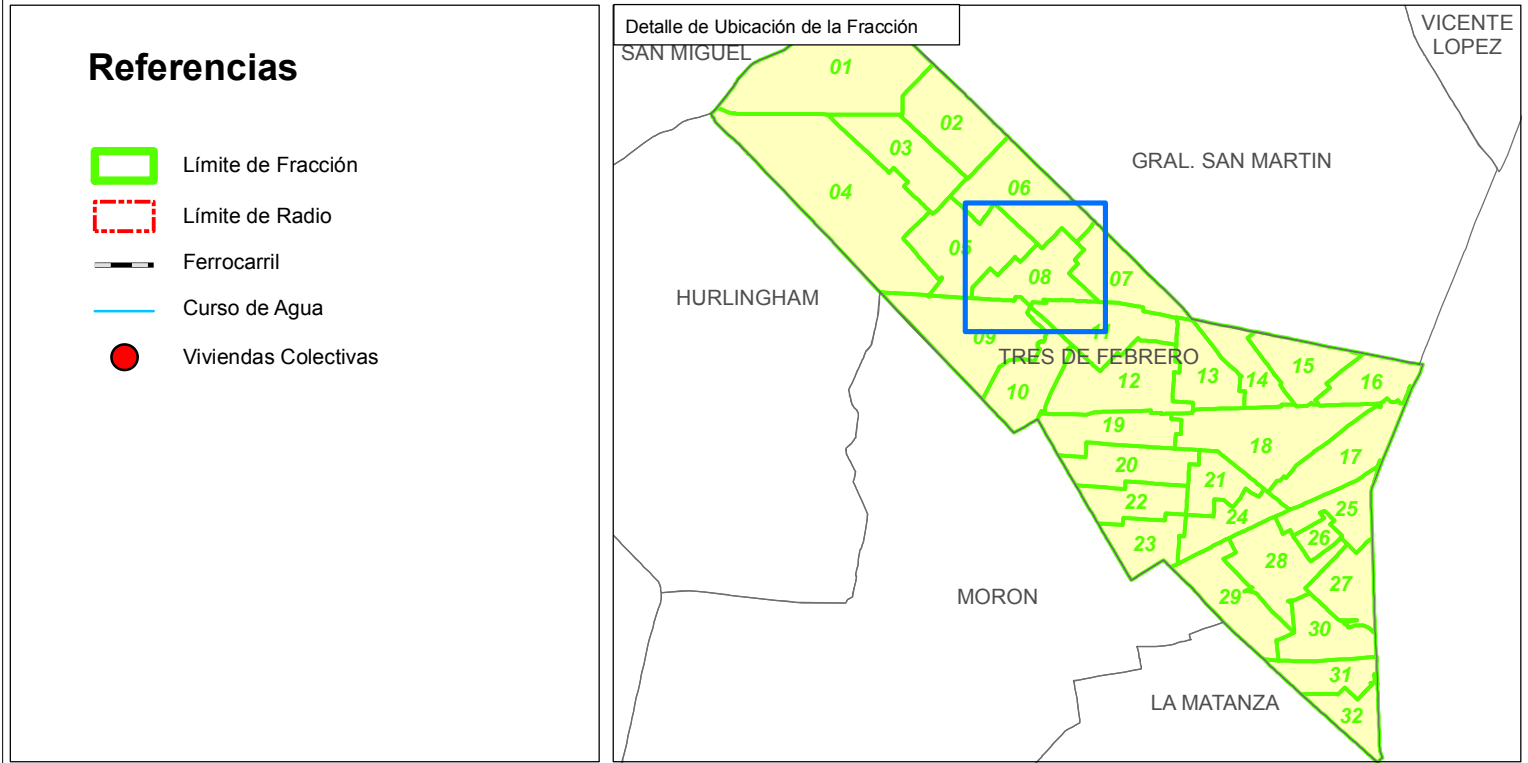 Referencias
Límite de Fracción
Límite de Radio
Ferrocarril
Curso de Agua
Viviendas Colectivas
Detalle de Ubicación de la Fracción
SAN MIGUEL
VICENTE
LOPEZ
01
02
03
GRAL. SAN MARTIN
04
06
05
08
07
HURLINGHAM
09
11
TRES DE FEBRERO
10
12
13
14
15
16
19
18
17
20
21
22
24
25
23
26
28
29
27
MORON
30
31
LA MATANZA
32